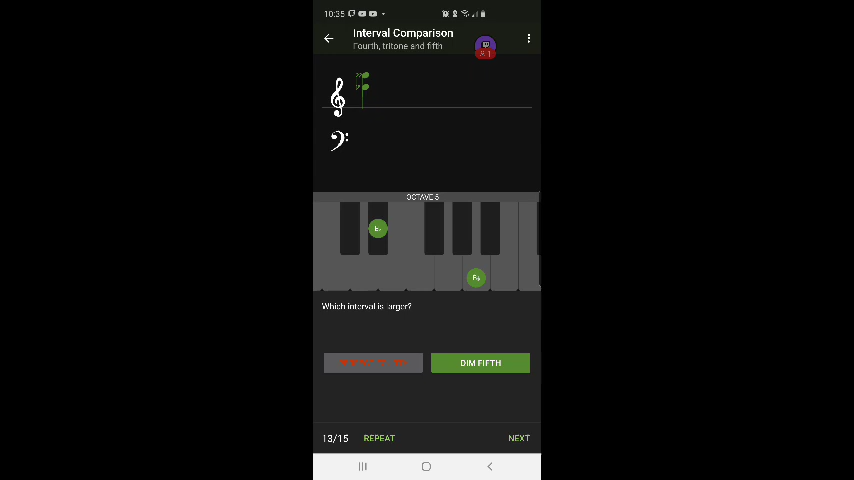 10:35
Interval Comparison
Fourth, tritone and fifth
1
OCTAVE 5
Which interval is larger?
DIM FIFTH
13/15 REPEAT NEXT